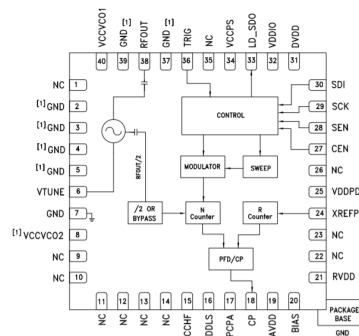 40 VCCVCO1
39 GND [1]
38 RFOUT
37 GND [1]
36 TRIG
35 NC
34 VCCPS
33 LD_SDO
32 VDDIO
31 DVDD
NC 1
[1]GND 2
[1]GND 3
[1]GND 4
[1]GND 5
VTUNE 6
GND 7
[1]VCCVCO2 8
NC 9
NC 10
30 SDI
29 SCK
28 SEN
27 CEN
26 NC
25 VDDPD
24 XREFP
23 NC
22 NC
21 RVDD
CONTROL
MODULATOR
SWEEP
RFOUT/2
/2 OR
BYPASS
N
Counter
R
Counter
PFD/CP
NC 11
NC 12
NC 13
NC 14
CCHF 15
DDLS 16
PCPA 17
CP 18
AVDD 19
BIAS 20
PACKAGE
BASE
GND